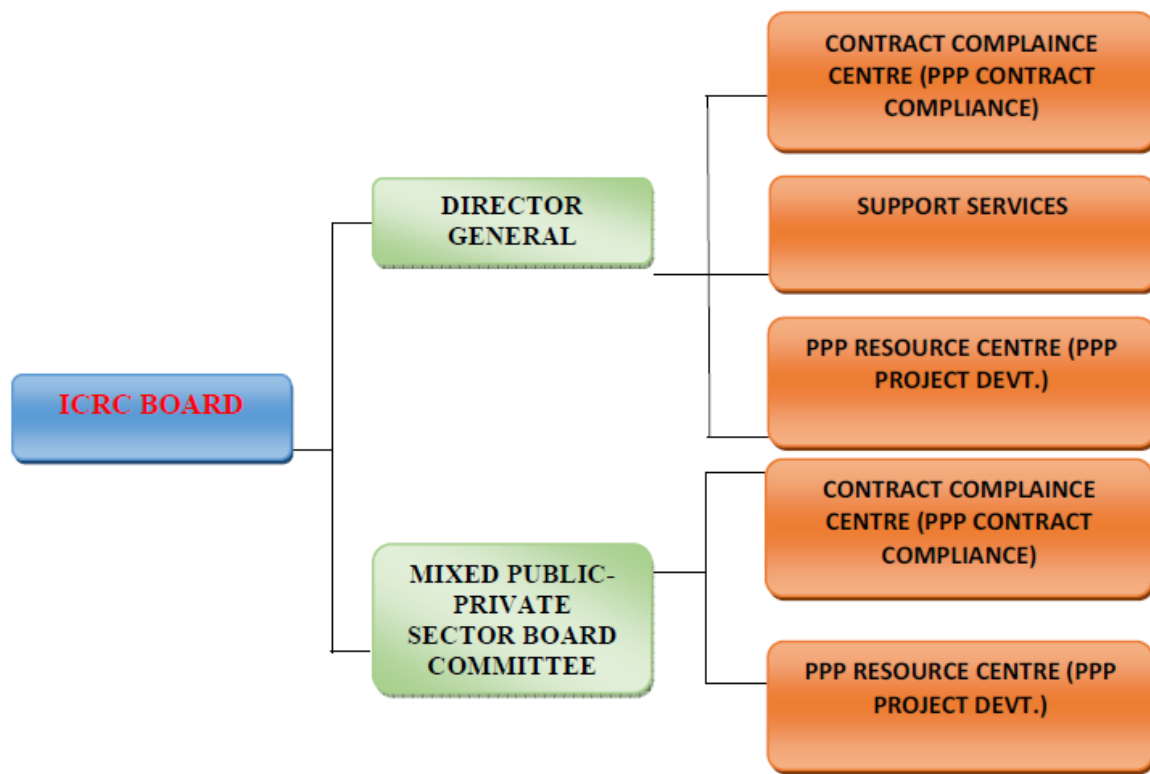 ICRC BOARD
DIRECTOR
GENERAL
MIXED PUBLIC-
PRIVATE
SECTOR BOARD
COMMITTEE
CONTRACT COMPLAINCE
CENTRE (PPP CONTRACT
COMPLIANCE)
SUPPORT SERVICES
PPP RESOURCE CENTRE (PPP
PROJECT DEVT.)
CONTRACT COMPLAINCE
CENTRE (PPP CONTRACT
COMPLIANCE)
PPP RESOURCE CENTRE (PPP
PROJECT DEVT.)